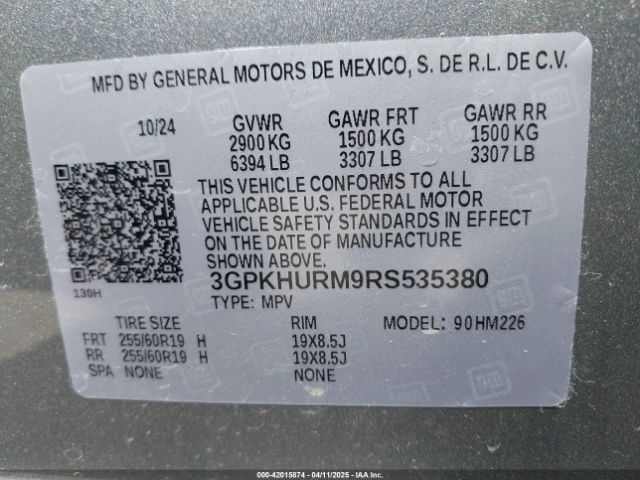 MFD BY GENERAL MOTORS DE MEXICO, S. DE R.L. DE C.V.
10/24 GVWR GAWR FRT GAWR RR
2900 KG 1500 KG 1500 KG
6394 LB 3307 LB 3307 LB
THIS VEHICLE CONFORMS TO ALL
APPLICABLE U.S. FEDERAL MOTOR
VEHICLE SAFETY STANDARDS IN EFFECT
ON THE DATE OF MANUFACTURE
SHOWN ABOVE.
130H
3GPKHURM9RS535380
TYPE: MPV
TIRE SIZE RIM MODEL: 90HM226
FRT 255/60R19 H 19X8.5J
RR 255/60R19 H 19X8.5J
SPA NONE NONE
000-42015874 | 04/11/2025 | Copyright IAA, Inc. RS